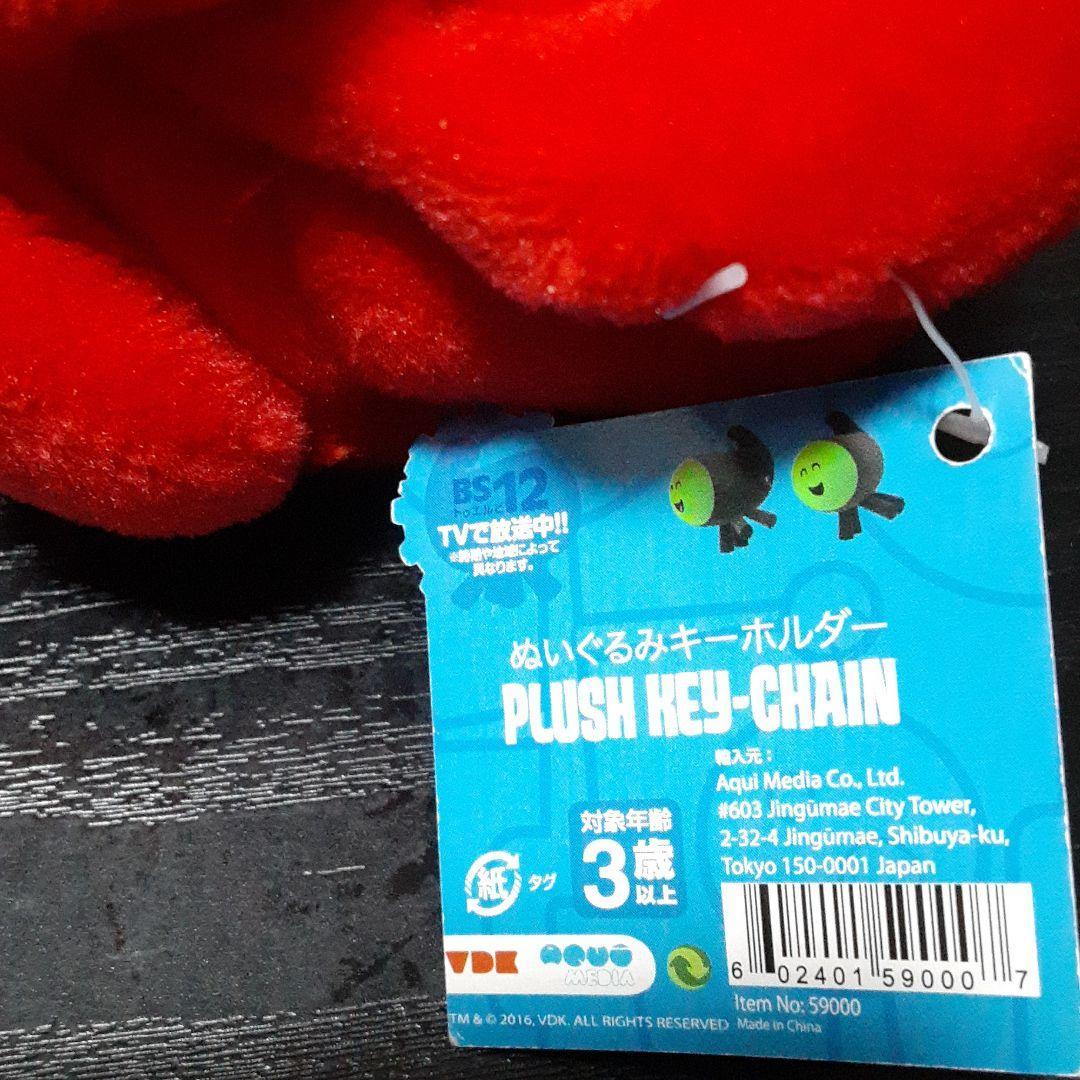 BS12
トゥエルビ
TVで放送中!!
※時期や地域によって
異なります。
ぬいぐるみキーホルダー
PLUSH KEY-CHAIN
輸入元：
Aqui Media Co., Ltd.
#603 Jingūmae City Tower,
2-32-4 Jingūmae, Shibuya-ku,
Tokyo 150-0001 Japan
対象年齢
3歳
以上
紙 タグ
VDK AQUI
MEDIA
6 02401 59000 7
Item No: 59000
TM & © 2016, VDK. ALL RIGHTS RESERVED Made in China